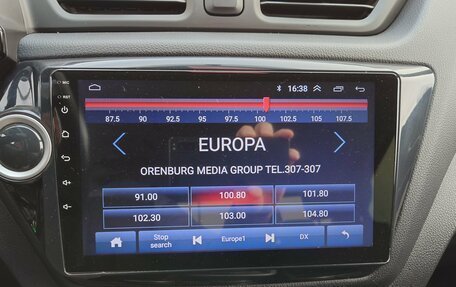 MIC
16:38
RST
87.5 90 92.5 95 97.5 100 102.5 105 107.5
EUROPA
ORENBURG MEDIA GROUP TEL.307-307
91.00 100.80 101.80
102.30 103.00 104.80
Stop search Europe1 DX